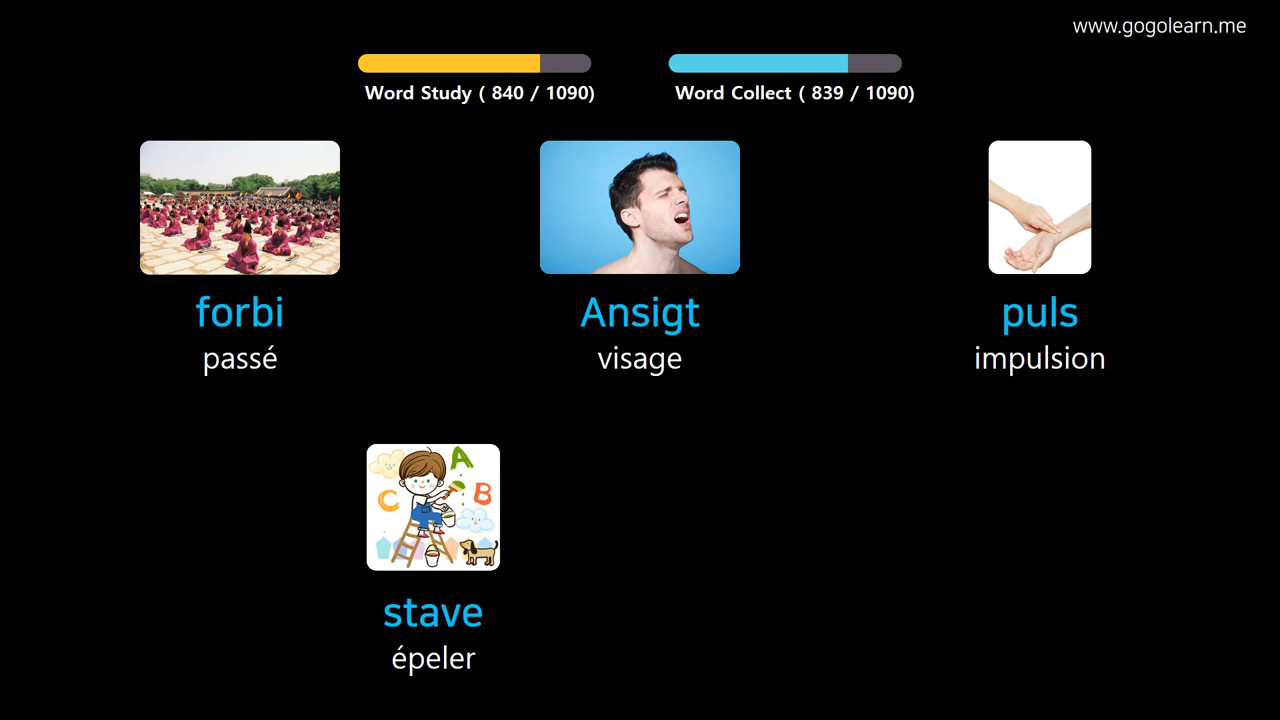 www.gogolearn.me
Word Study ( 840 / 1090)
Word Collect ( 839 / 1090)
forbi
passé
Ansigt
visage
puls
impulsion
A
B
C
stave
épeler